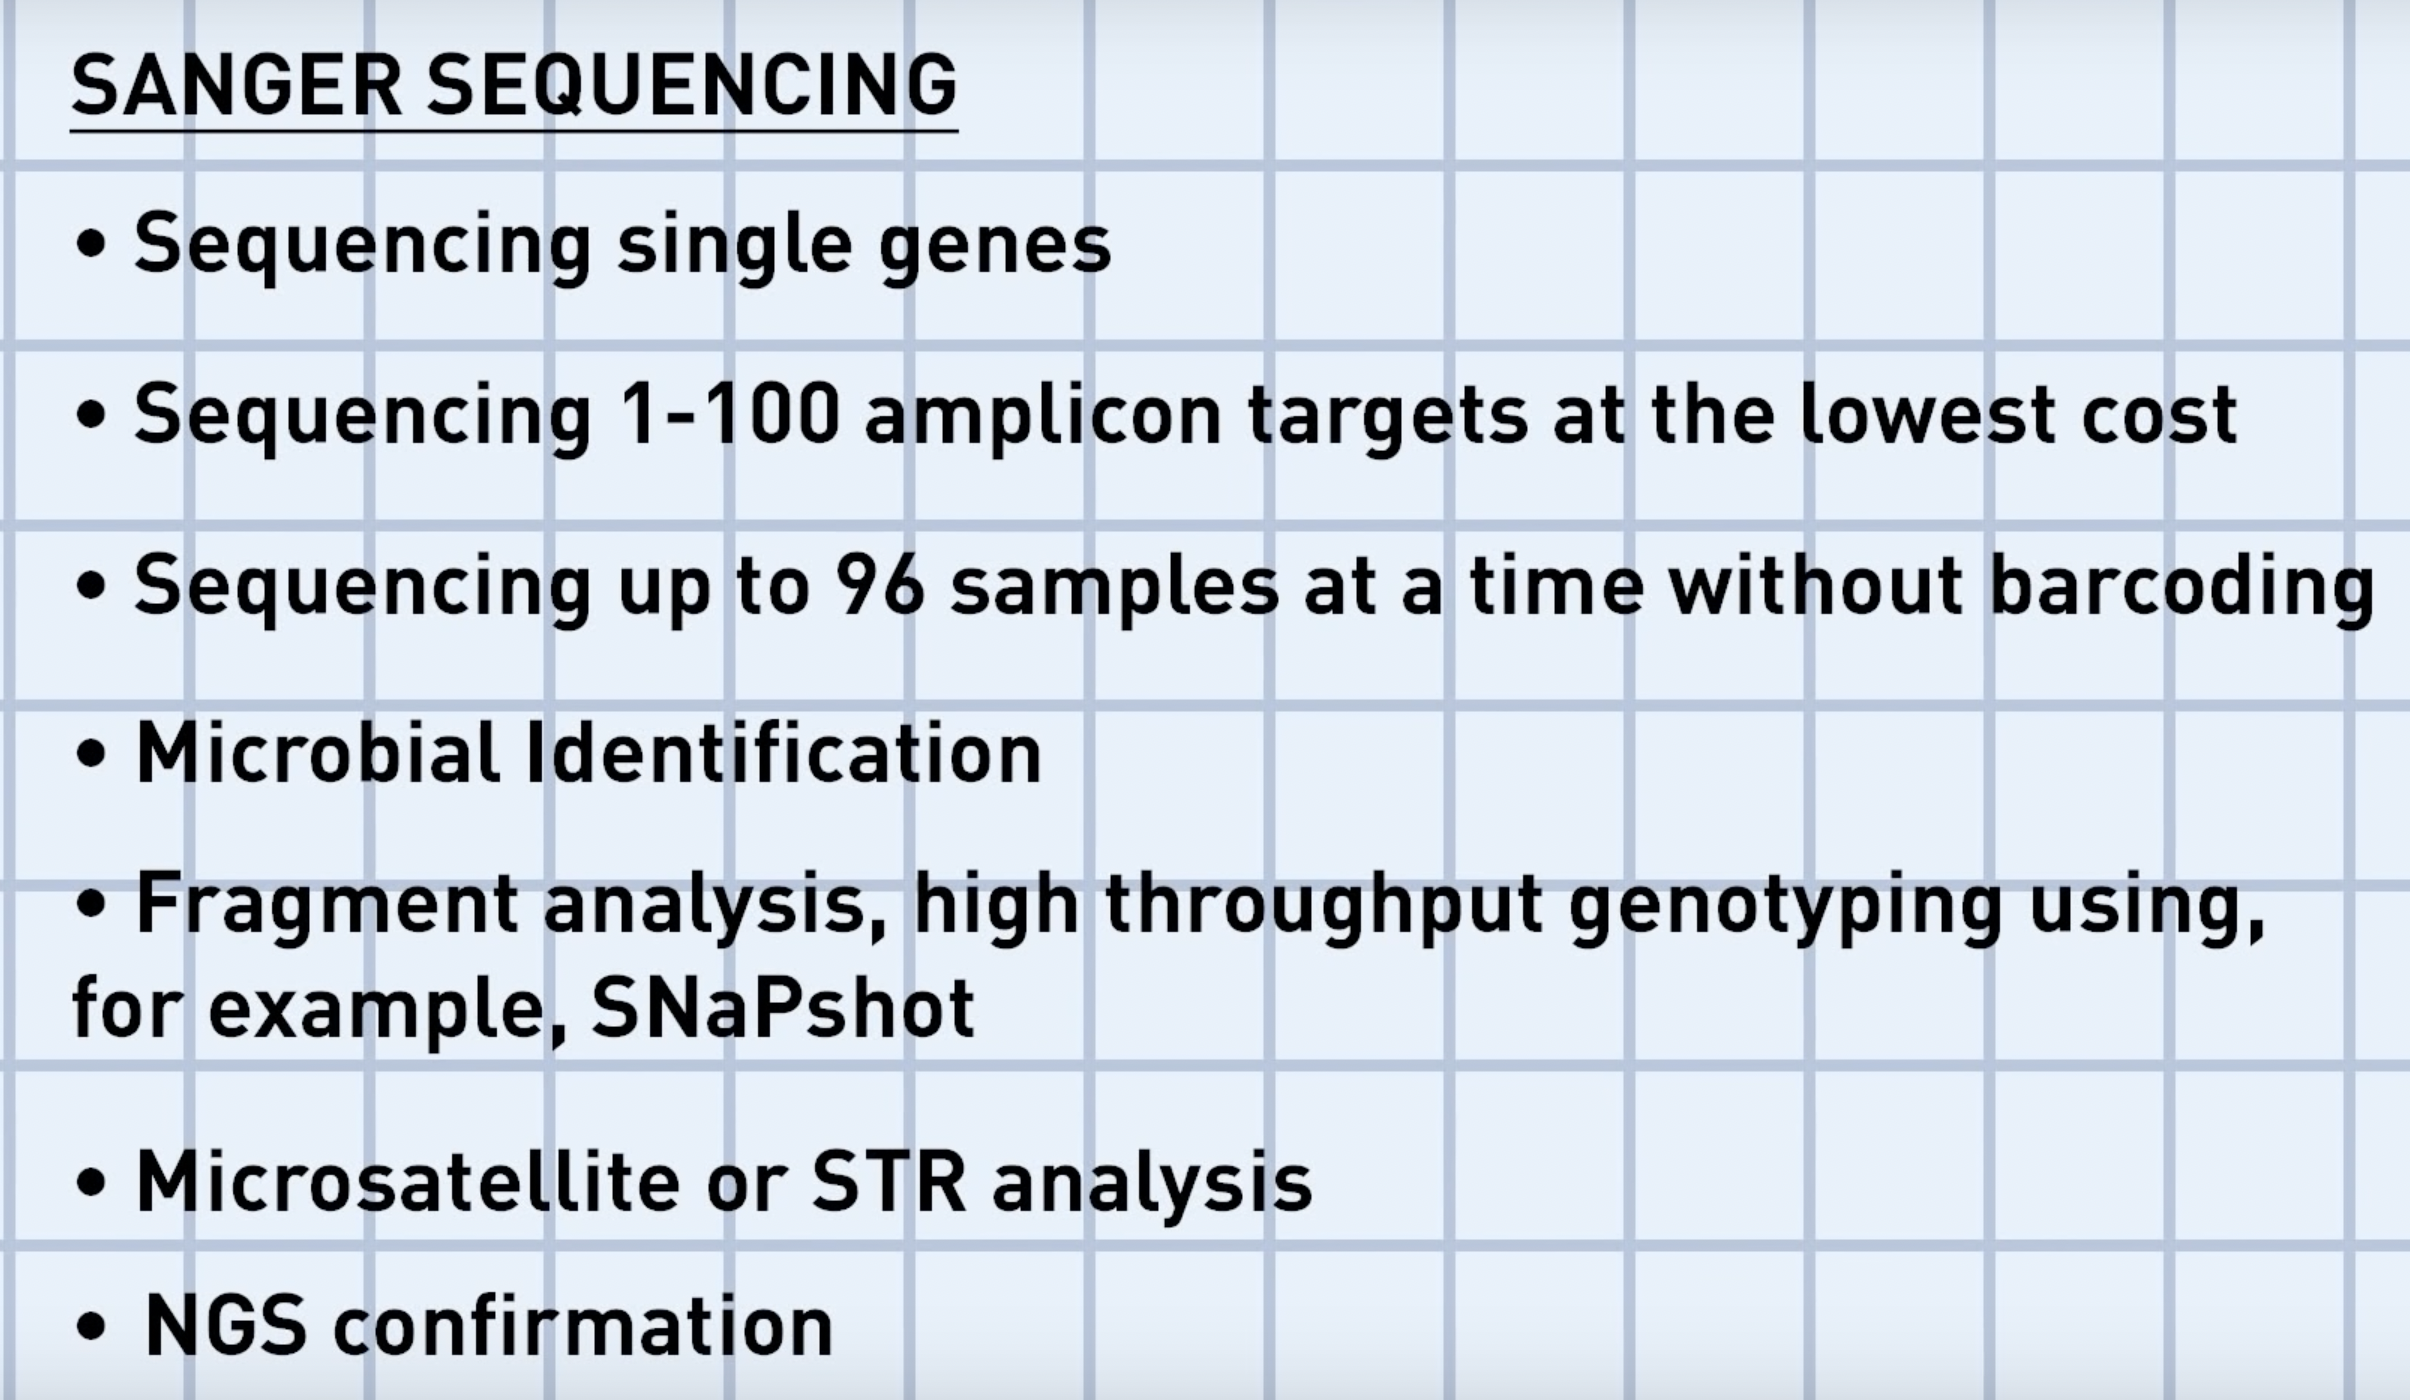 SANGER SEQUENCING
• Sequencing single genes
• Sequencing 1-100 amplicon targets at the lowest cost
• Sequencing up to 96 samples at a time without barcoding
• Microbial Identification
• Fragment analysis, high throughput genotyping using,
for example, SNaPshot
• Microsatellite or STR analysis
• NGS confirmation